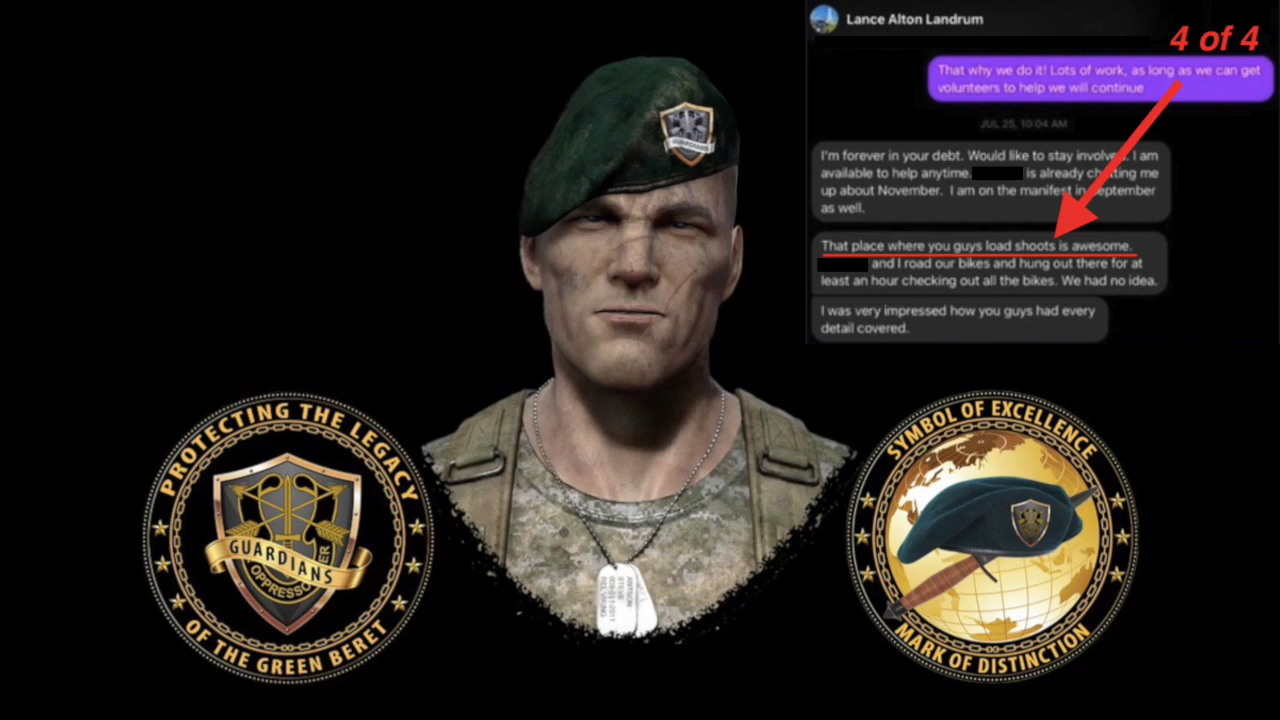 Lance Alton Landrum
4 of 4
That why we do it! Lots of work, as long as we can get
volunteers to help we will continue
JUL 25, 10:04 AM
I'm forever in your debt. Would like to stay involved. I am
available to help anytime. is already chatting me
up about November. I am on the manifest in September
as well.
That place where you guys load shoots is awesome.
and I road our bikes and hung out there for at
least an hour checking out all the bikes. We had no idea.
I was very impressed how you guys had every
detail covered.
GUARDIANS
PROTECTING THE LEGACY
GUARDIANS
OPPRESSO
ER
OF THE GREEN BERET
SYMBOL OF EXCELLENCE
MARK OF DISTINCTION